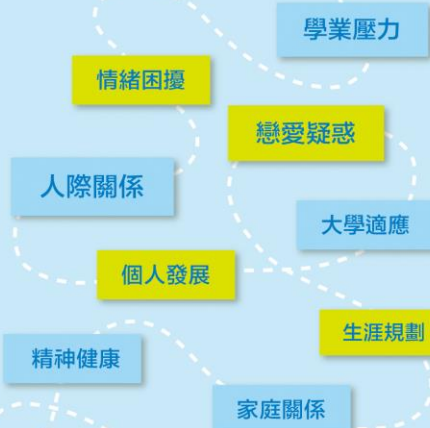 學業壓力
情緒困擾
戀愛疑惑
人際關係
大學適應
個人發展
生涯規劃
精神健康
家庭關係